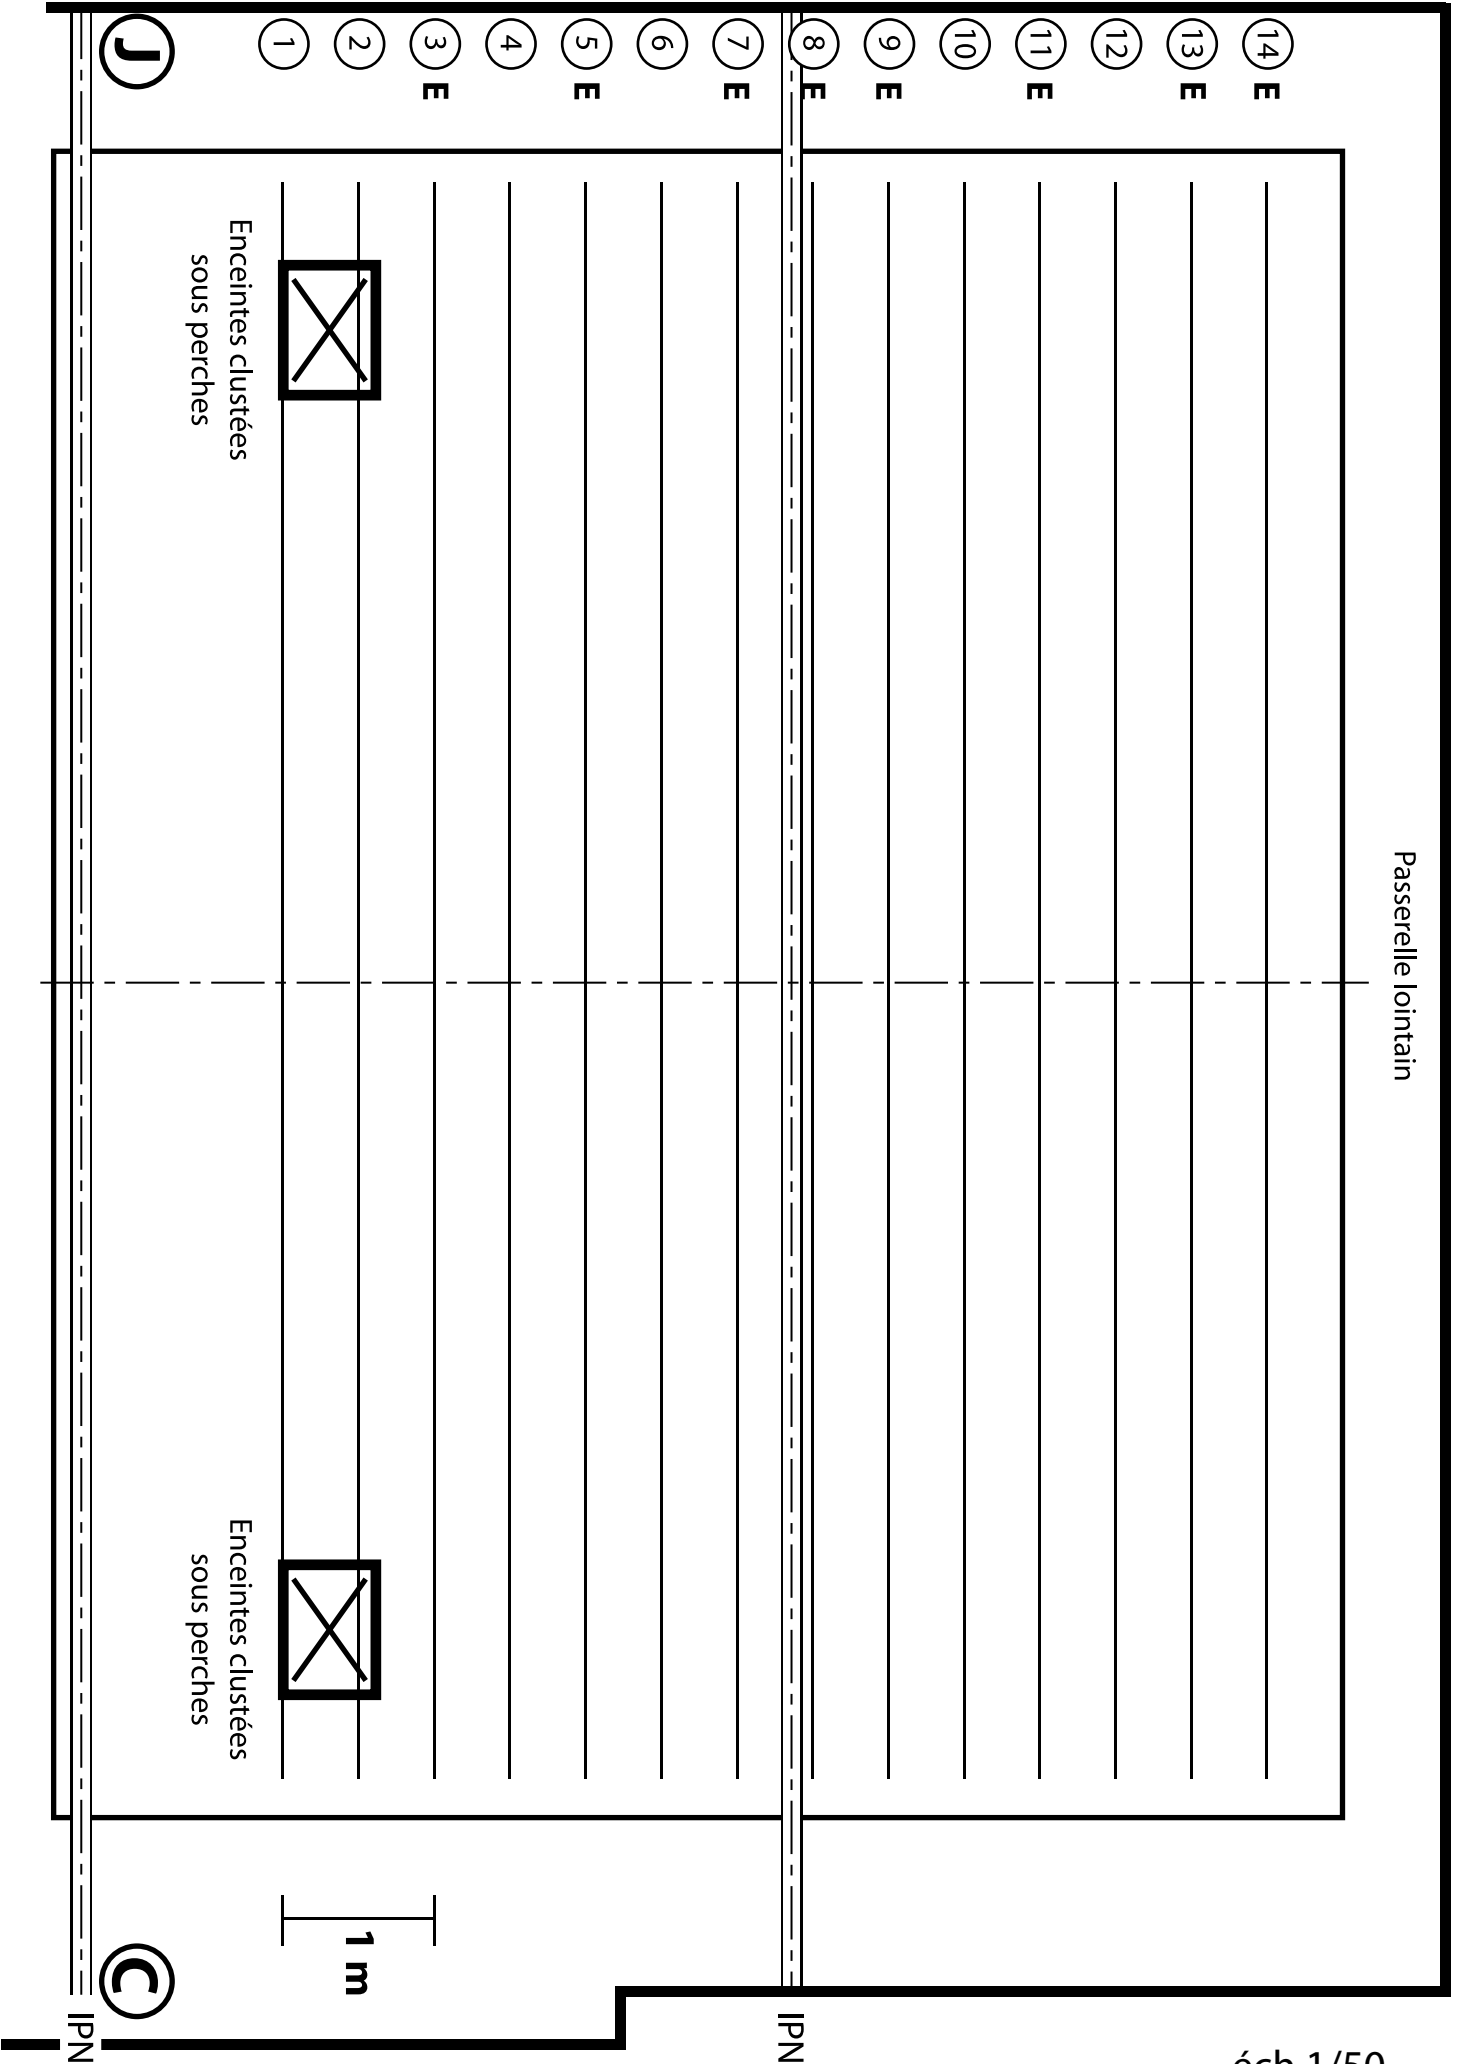 Passerelle lointain
14 E
13 E
12
11 E
10
9 E
8 E
IPN
7 E
6
5 E
4
3 E
2
1 m
1
Enceintes clustées
sous perches
Enceintes clustées
sous perches
J
C
IPN
éch 1/50